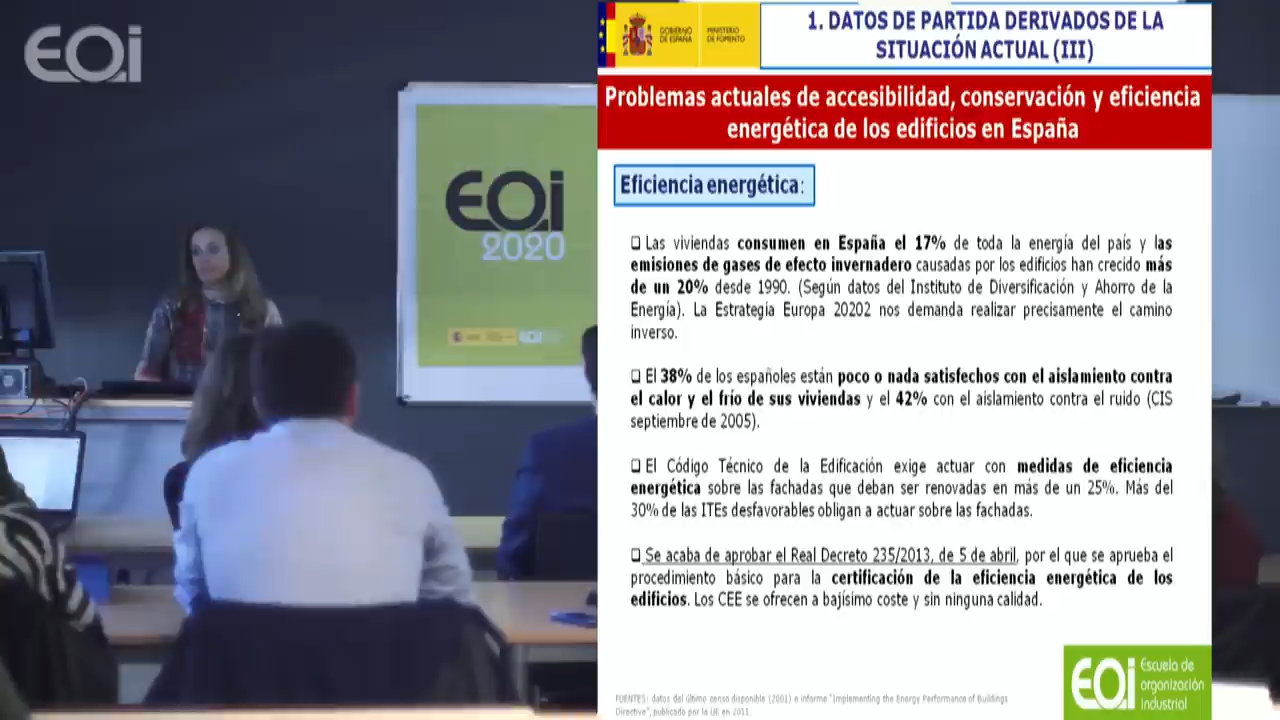 EOi
EOi
2020
GOBIERNO
DE ESPAÑA
MINISTERIO
DE FOMENTO
1. DATOS DE PARTIDA DERIVADOS DE LA
SITUACIÓN ACTUAL (III)
Problemas actuales de accesibilidad, conservación y eficiencia
energética de los edificios en España
Eficiencia energética:
❑ Las viviendas consumen en España el 17% de toda la energía del país y las
emisiones de gases de efecto invernadero causadas por los edificios han crecido más
de un 20% desde 1990. (Según datos del Instituto de Diversificación y Ahorro de la
Energía). La Estrategia Europa 20202 nos demanda realizar precisamente el camino
inverso.
❑ El 38% de los españoles están poco o nada satisfechos con el aislamiento contra
el calor y el frío de sus viviendas y el 42% con el aislamiento contra el ruido (CIS
septiembre de 2005).
❑ El Código Técnico de la Edificación exige actuar con medidas de eficiencia
energética sobre las fachadas que deban ser renovadas en más de un 25%. Más del
30% de las ITEs desfavorables obligan a actuar sobre las fachadas.
❑ Se acaba de aprobar el Real Decreto 235/2013, de 5 de abril, por el que se aprueba el
procedimiento básico para la certificación de la eficiencia energética de los
edificios. Los CEE se ofrecen a bajísimo coste y sin ninguna calidad.
FUENTES: datos del último censo disponible (2001) e informe "Implementing the Energy Performance of Buildings
Directive", publicado por la UE en 2011.
EOi
Escuela de
organización
industrial